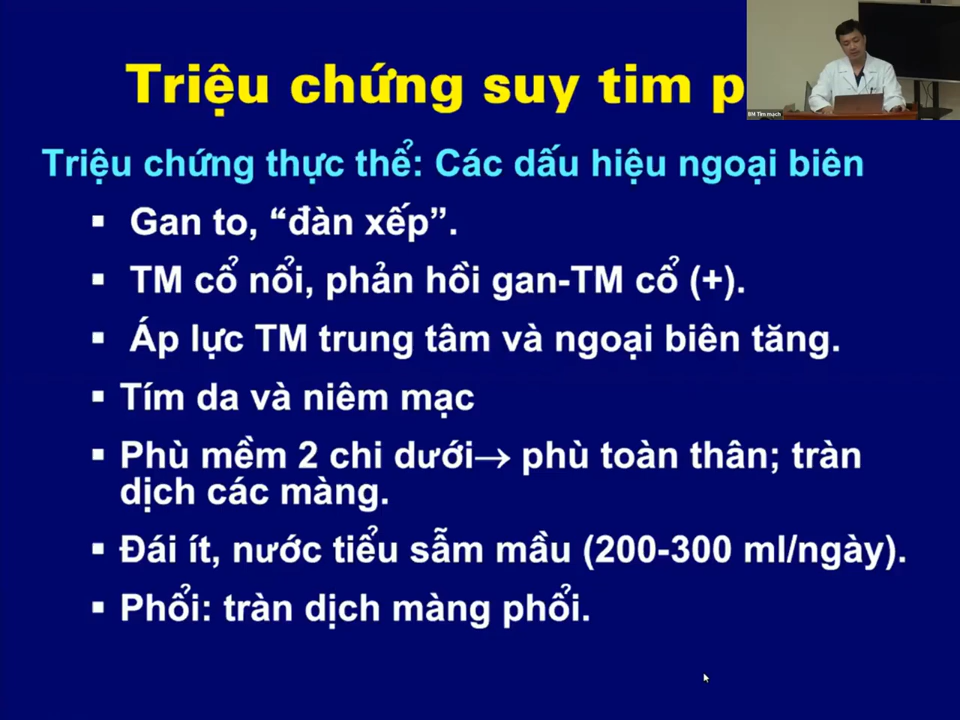 Triệu chứng suy tim p
BM Tim mạch
Triệu chứng thực thể: Các dấu hiệu ngoại biên
▪ Gan to, “đàn xếp”.
▪ TM cổ nổi, phản hồi gan-TM cổ (+).
▪ Áp lực TM trung tâm và ngoại biên tăng.
▪ Tím da và niêm mạc
▪ Phù mềm 2 chi dưới→ phù toàn thân; tràn
dịch các màng.
▪ Đái ít, nước tiểu sẫm mầu (200-300 ml/ngày).
▪ Phổi: tràn dịch màng phổi.